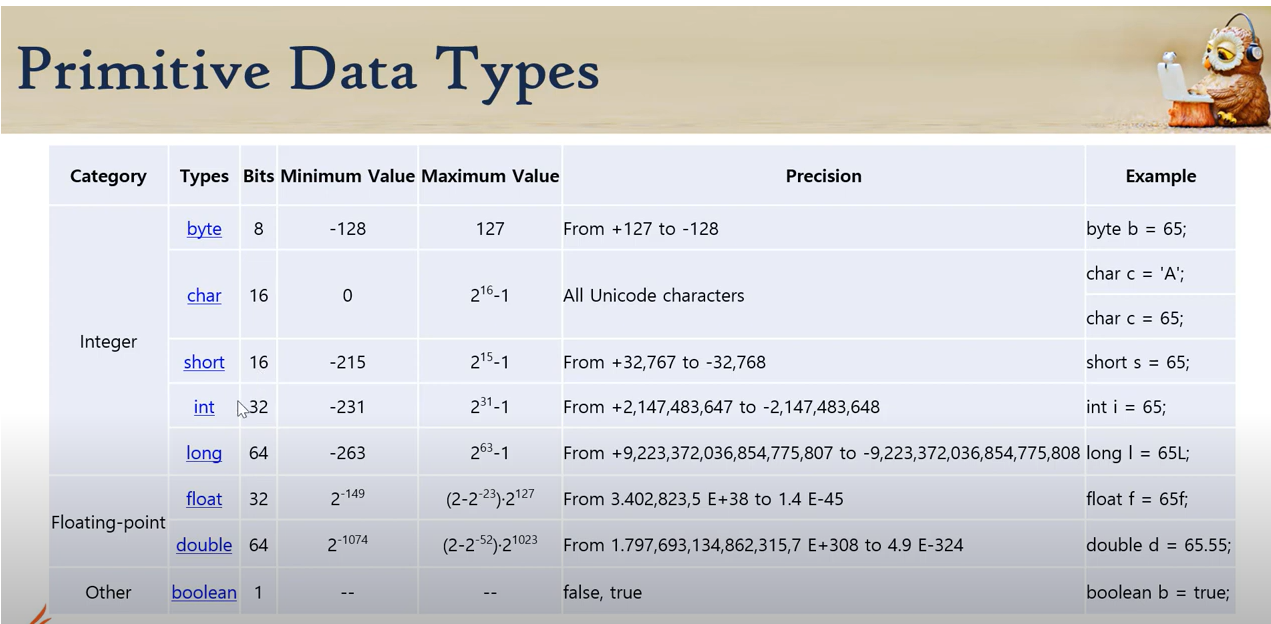 Primitive Data Types
Category Types Bits Minimum Value Maximum Value Precision Example
Integer
byte 8 -128 127 From +127 to -128 byte b = 65;
char 16 0 2^16-1 All Unicode characters char c = 'A';
char c = 65;
short 16 -215 2^15-1 From +32,767 to -32,768 short s = 65;
int 32 -231 2^31-1 From +2,147,483,647 to -2,147,483,648 int i = 65;
long 64 -263 2^63-1 From +9,223,372,036,854,775,807 to -9,223,372,036,854,775,808 long l = 65L;
Floating-point
float 32 2^-149 (2-2^-23)·2^127 From 3.402,823,5 E+38 to 1.4 E-45 float f = 65f;
double 64 2^-1074 (2-2^-52)·2^1023 From 1.797,693,134,862,315,7 E+308 to 4.9 E-324 double d = 65.55;
Other boolean 1 -- -- false, true boolean b = true;